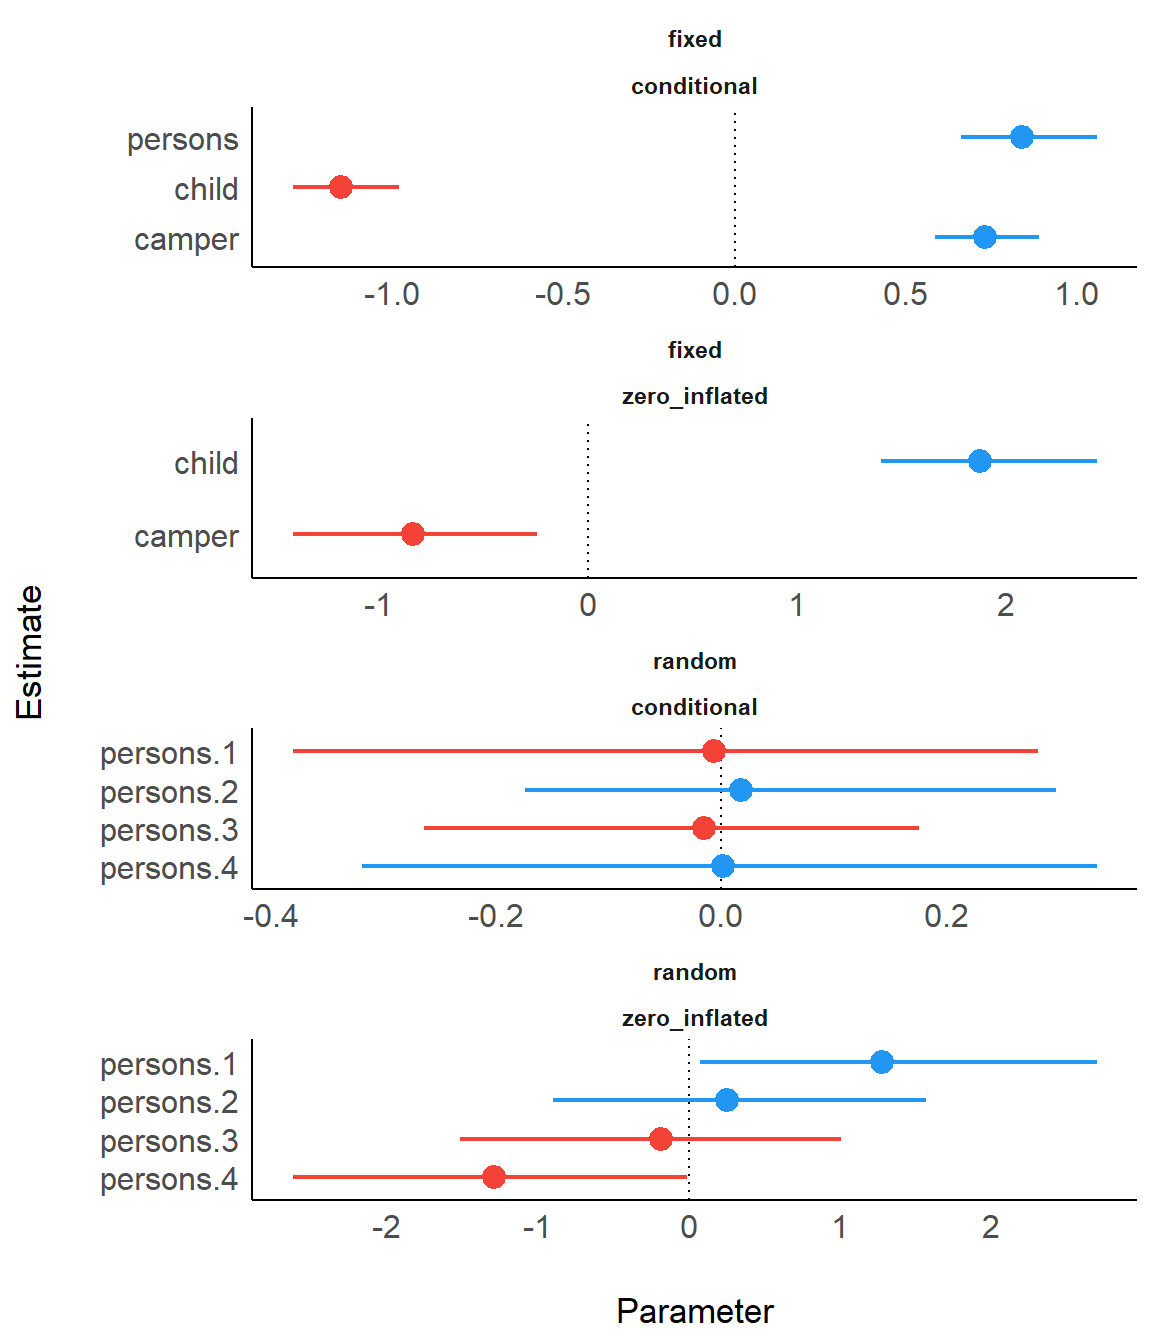 fixed
conditional
persons
child
camper
-1.0 -0.5 0.0 0.5 1.0
fixed
zero_inflated
child
camper
-1 0 1 2
Estimate
random
conditional
persons.1
persons.2
persons.3
persons.4
-0.4 -0.2 0.0 0.2
random
zero_inflated
persons.1
persons.2
persons.3
persons.4
-2 -1 0 1 2
Parameter